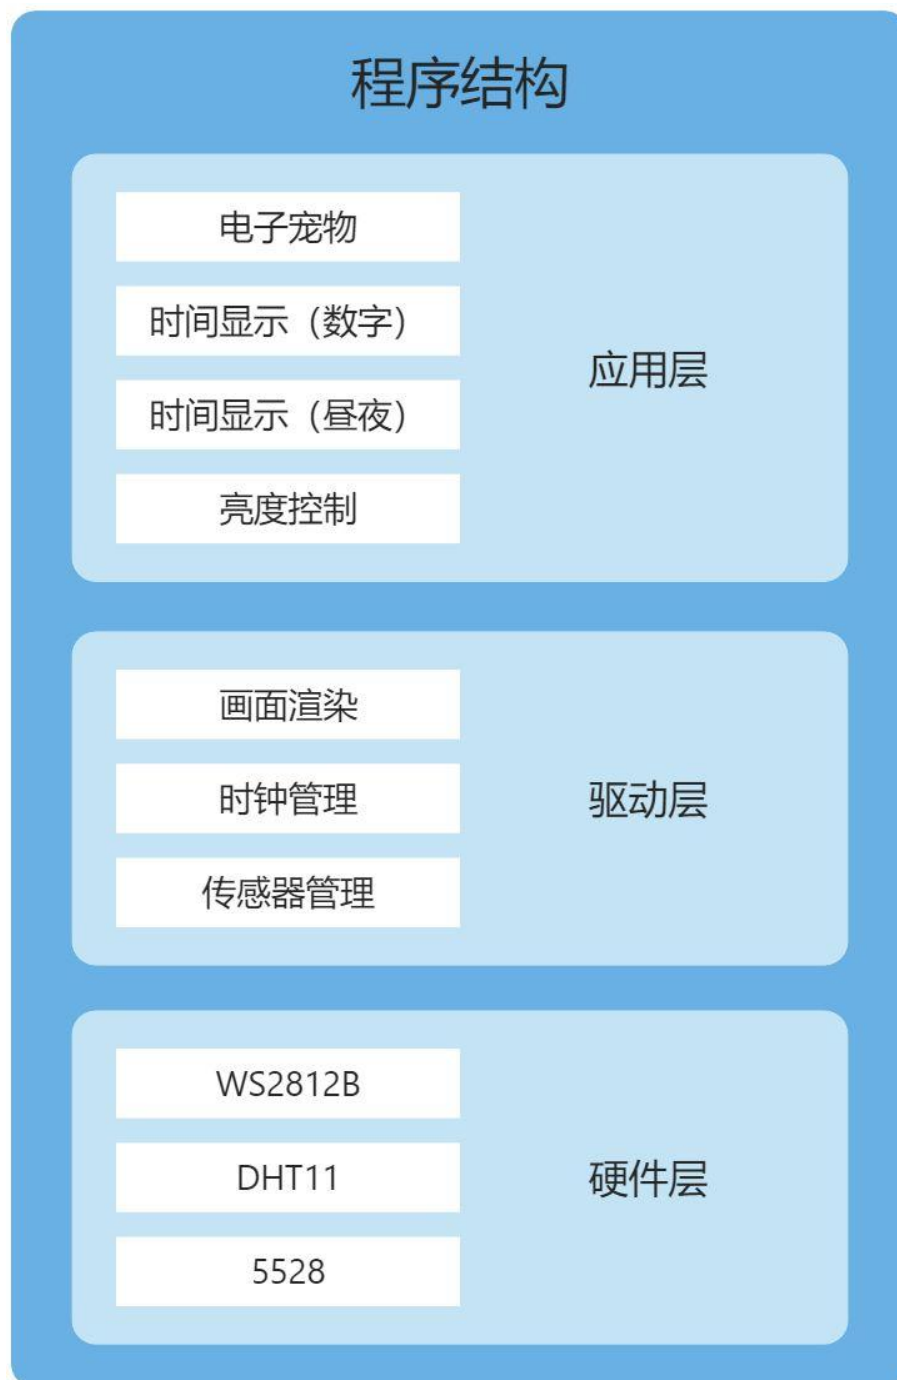 程序结构
电子宠物
时间显示（数字）
时间显示（昼夜）
亮度控制
应用层
画面渲染
时钟管理
传感器管理
驱动层
WS2812B
DHT11
5528
硬件层